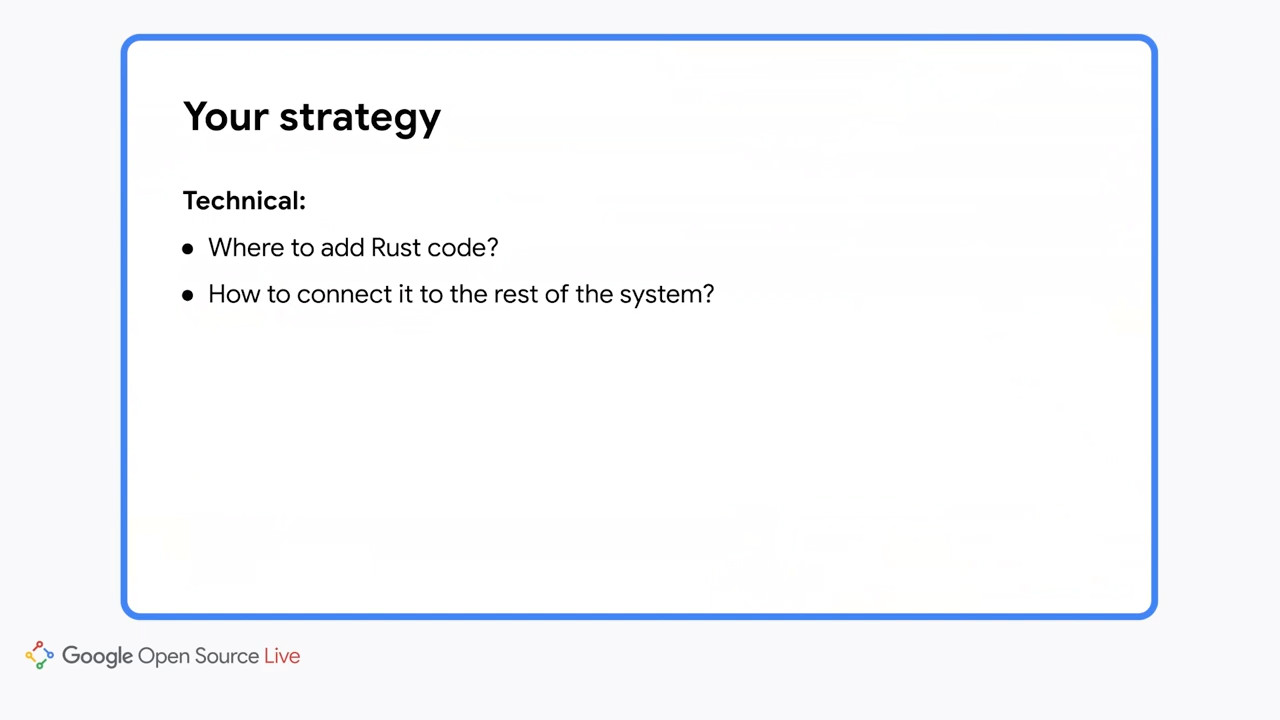 Your strategy
Technical:
● Where to add Rust code?
● How to connect it to the rest of the system?
Google Open Source Live